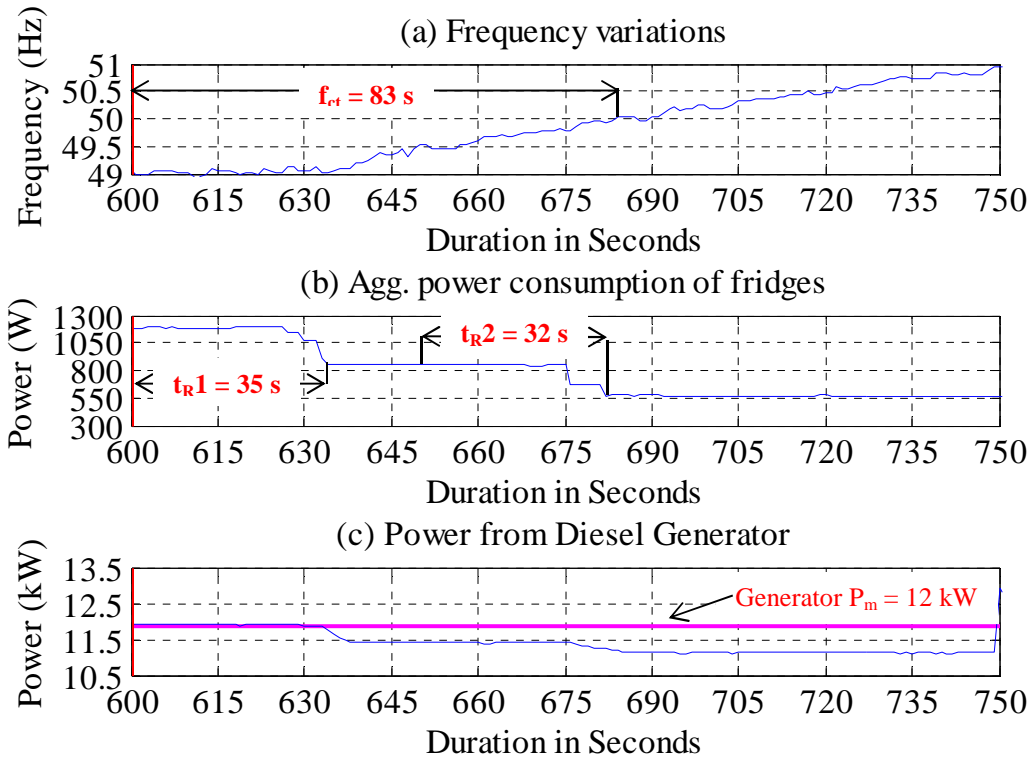 (a) Frequency variations
Frequency (Hz)
51
50.5
50
49.5
49
f_ct = 83 s
600 615 630 645 660 675 690 705 720 735 750
Duration in Seconds
(b) Agg. power consumption of fridges
Power (W)
1300
1050
800
550
300
t_R2 = 32 s
t_R1 = 35 s
600 615 630 645 660 675 690 705 720 735 750
Duration in Seconds
(c) Power from Diesel Generator
Power (kW)
13.5
12.5
11.5
10.5
Generator P_m = 12 kW
600 615 630 645 660 675 690 705 720 735 750
Duration in Seconds